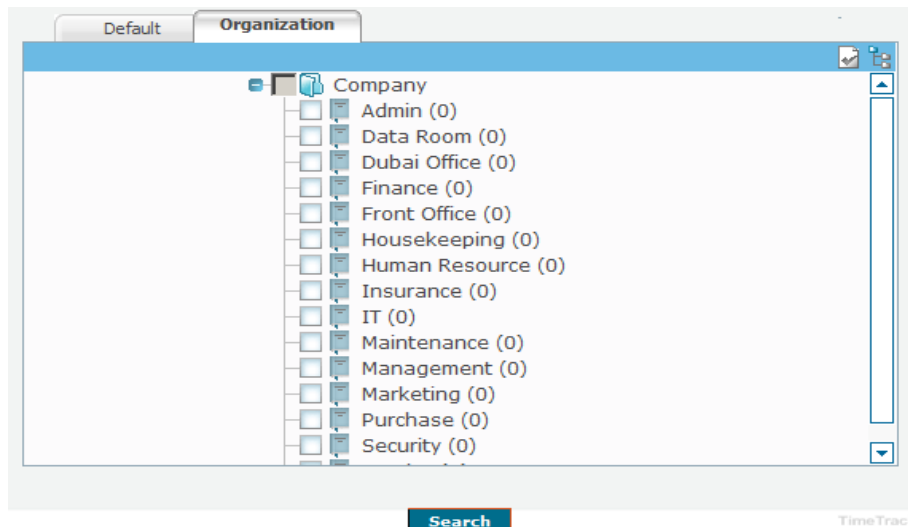 Default
Organization
Company
Admin (0)
Data Room (0)
Dubai Office (0)
Finance (0)
Front Office (0)
Housekeeping (0)
Human Resource (0)
Insurance (0)
IT (0)
Maintenance (0)
Management (0)
Marketing (0)
Purchase (0)
Security (0)
Search
TimeTrac